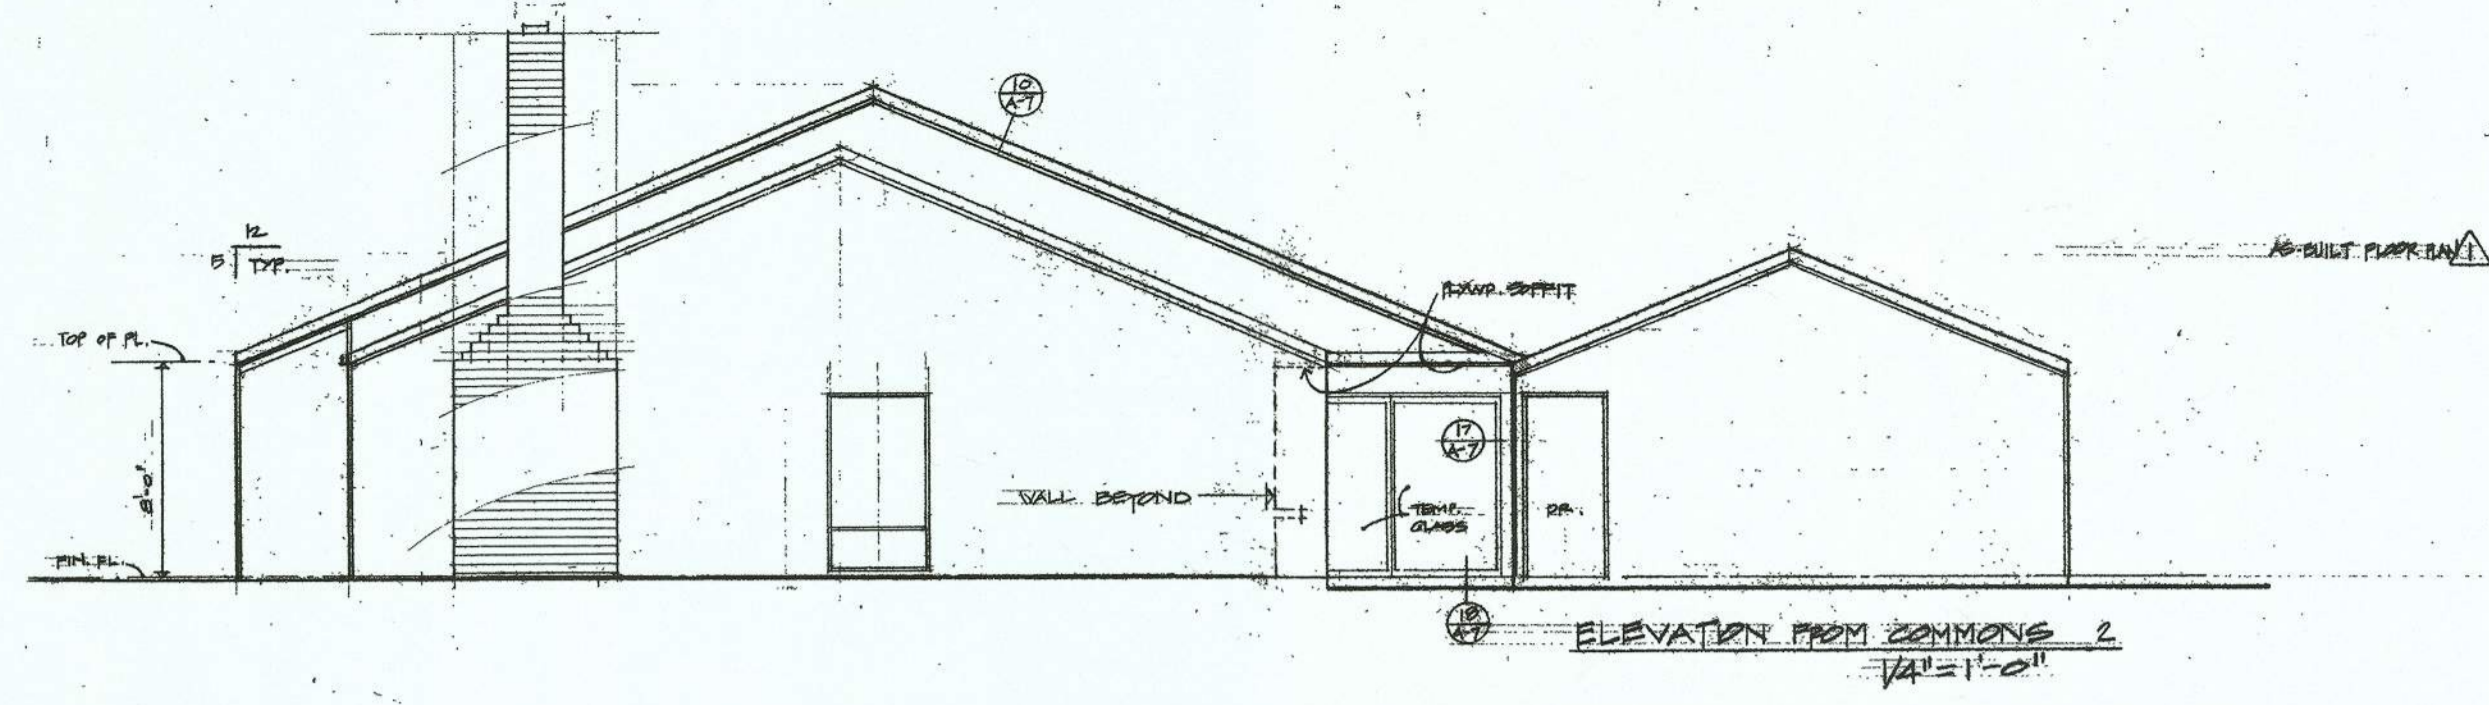 10
A-7
12
5 TYP.
AS-BUILT FLOOR PLAN 1
PLYWD. SOFFIT
TOP OF PL.
17
A-7
8'-0"
WALL BEYOND
TEMP.
GLASS
DR.
FIN. FL.
18
A-7
ELEVATION FROM COMMONS 2
1/4"=1'-0"